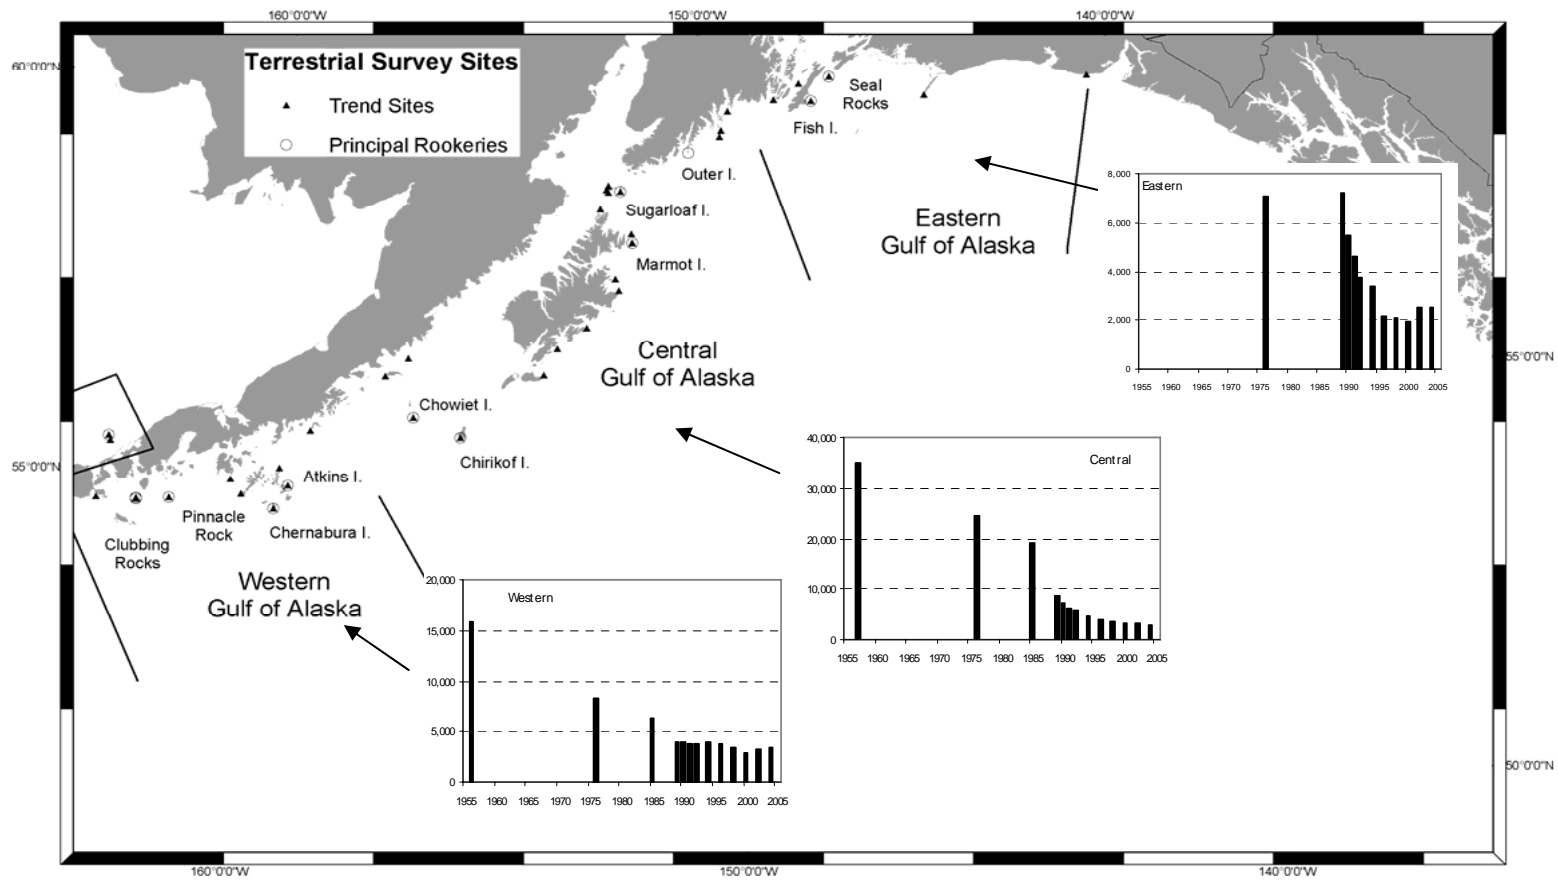 160°0'0"W
150°0'0"W
140°0'0"W
60°0'0"N
Terrestrial Survey Sites
Trend Sites
Principal Rookeries
Seal
Rocks
Fish I.
Outer I.
Sugarloaf I.
Marmot I.
Eastern
Gulf of Alaska
8,000
Eastern
6,000
4,000
2,000
0
1955 1960 1965 1970 1975 1980 1985 1990 1995 2000 2005
55°0'0"N
Central
Gulf of Alaska
Chowiet I.
Chirikof I.
55°0'0"N
Atkins I.
Pinnacle
Rock
Chernabura I.
Clubbing
Rocks
Western
Gulf of Alaska
40,000
Central
30,000
20,000
10,000
0
1955 1960 1965 1970 1975 1980 1985 1990 1995 2000 2005
20,000
Western
15,000
10,000
5,000
0
1955 1960 1965 1970 1975 1980 1985 1990 1995 2000 2005
50°0'0"N
160°0'0"W
150°0'0"W
140°0'0"W